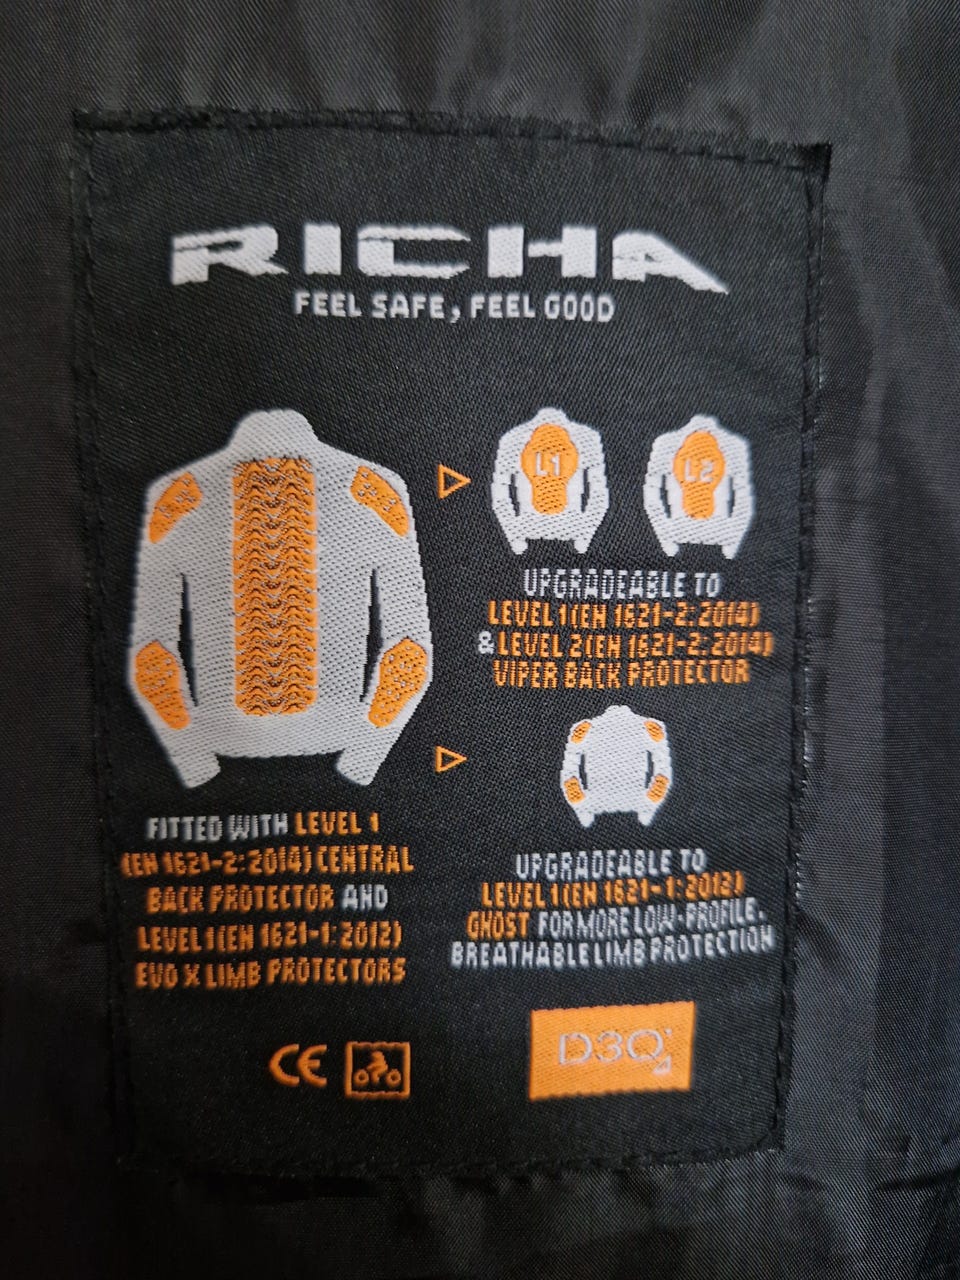 RICHA
FEEL SAFE, FEEL GOOD
L1
L2
UPGRADEABLE TO
LEVEL 1 (EN 1621-2: 2014)
& LEVEL 2 (EN 1621-2: 2014)
VIPER BACK PROTECTOR
FITTED WITH LEVEL 1
(EN 1621-2: 2014) CENTRAL
BACK PROTECTOR AND
LEVEL 1 (EN 1621-1: 2012)
EVO X LIMB PROTECTORS
UPGRADEABLE TO
LEVEL 1 (EN 1621-1: 2012)
GHOST FOR MORE LOW-PROFILE.
BREATHABLE LIMB PROTECTION
CE
D3O